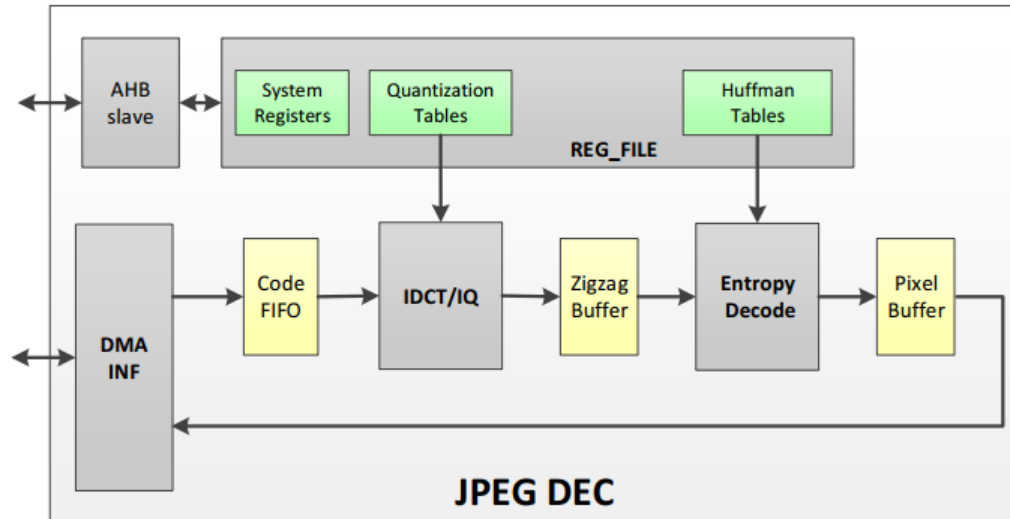 AHB
slave
System
Registers
Quantization
Tables
Huffman
Tables
REG_FILE
DMA
INF
Code
FIFO
IDCT/IQ
Zigzag
Buffer
Entropy
Decode
Pixel
Buffer
JPEG DEC